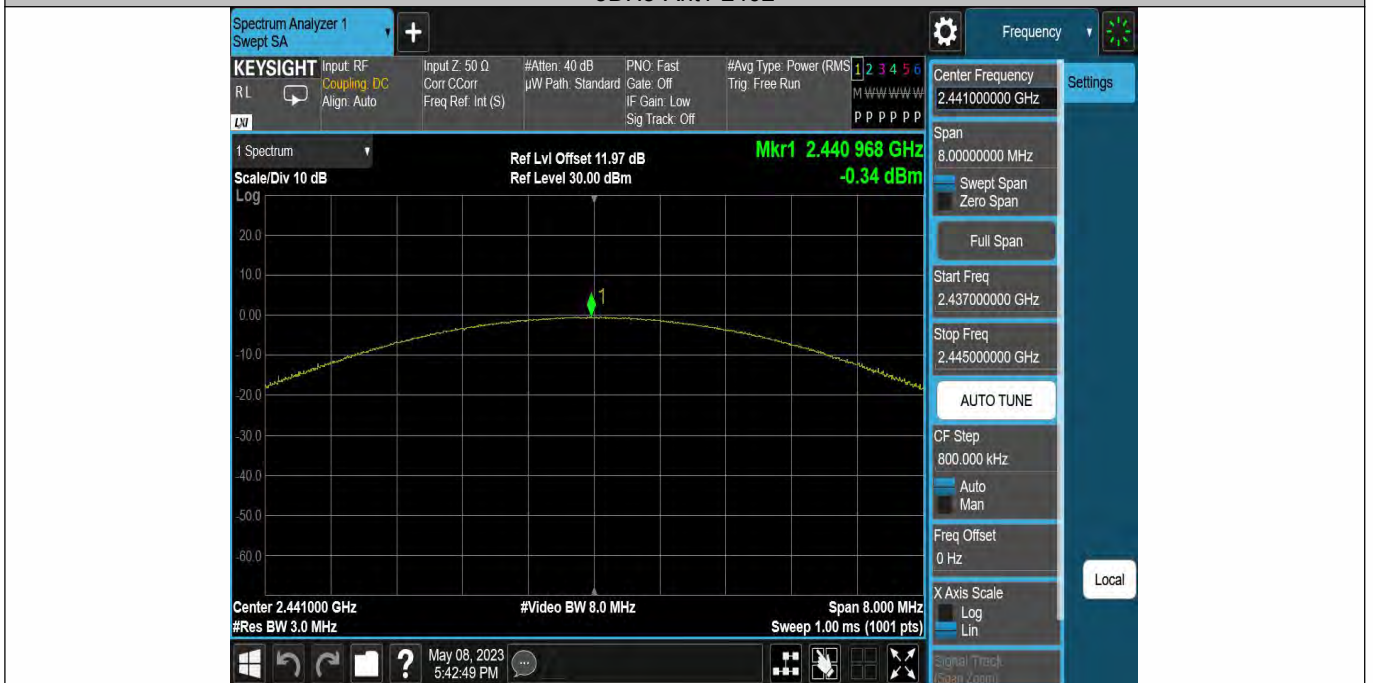 Spectrum Analyzer 1
Swept SA
+
Frequency
KEYSIGHT
RL
LXI
Input: RF
Coupling: DC
Align: Auto
Input Z: 50 Ω
Corr CCorr
Freq Ref: Int (S)
#Atten: 40 dB
µW Path: Standard
PNO: Fast
Gate: Off
IF Gain: Low
Sig Track: Off
#Avg Type: Power (RMS
Trig: Free Run
1 2 3 4 5 6
M W W W W W
P P P P P P
Center Frequency
2.441000000 GHz
Settings
1 Spectrum
Scale/Div 10 dB
Ref Lvl Offset 11.97 dB
Ref Level 30.00 dBm
Mkr1 2.440 968 GHz
-0.34 dBm
Log
20.0
10.0
0.00
-10.0
-20.0
-30.0
-40.0
-50.0
-60.0
1
Span
8.00000000 MHz
Swept Span
Zero Span
Full Span
Start Freq
2.437000000 GHz
Stop Freq
2.445000000 GHz
AUTO TUNE
CF Step
800.000 kHz
Auto
Man
Freq Offset
0 Hz
X Axis Scale
Log
Lin
Signal Track
(Span Zoom)
Local
Center 2.441000 GHz
#Res BW 3.0 MHz
#Video BW 8.0 MHz
Span 8.000 MHz
Sweep 1.00 ms (1001 pts)
?
May 08, 2023
5:42:49 PM